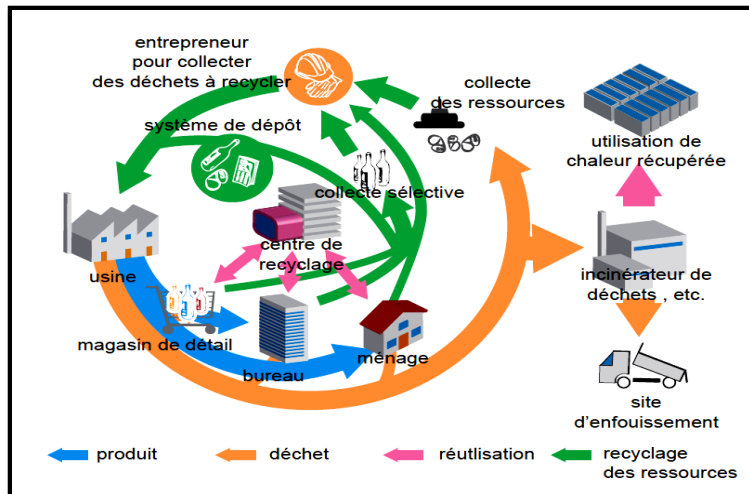 entrepreneur
pour collecter
des déchets à recycler
collecte
des ressources
système de dépôt
utilisation de
chaleur récupérée
collecte sélective
centre de
recyclage
usine
incinérateur de
déchets , etc.
magasin de détail
ménage
bureau
site
d'enfouissement
produit
déchet
réutlisation
recyclage
des ressources